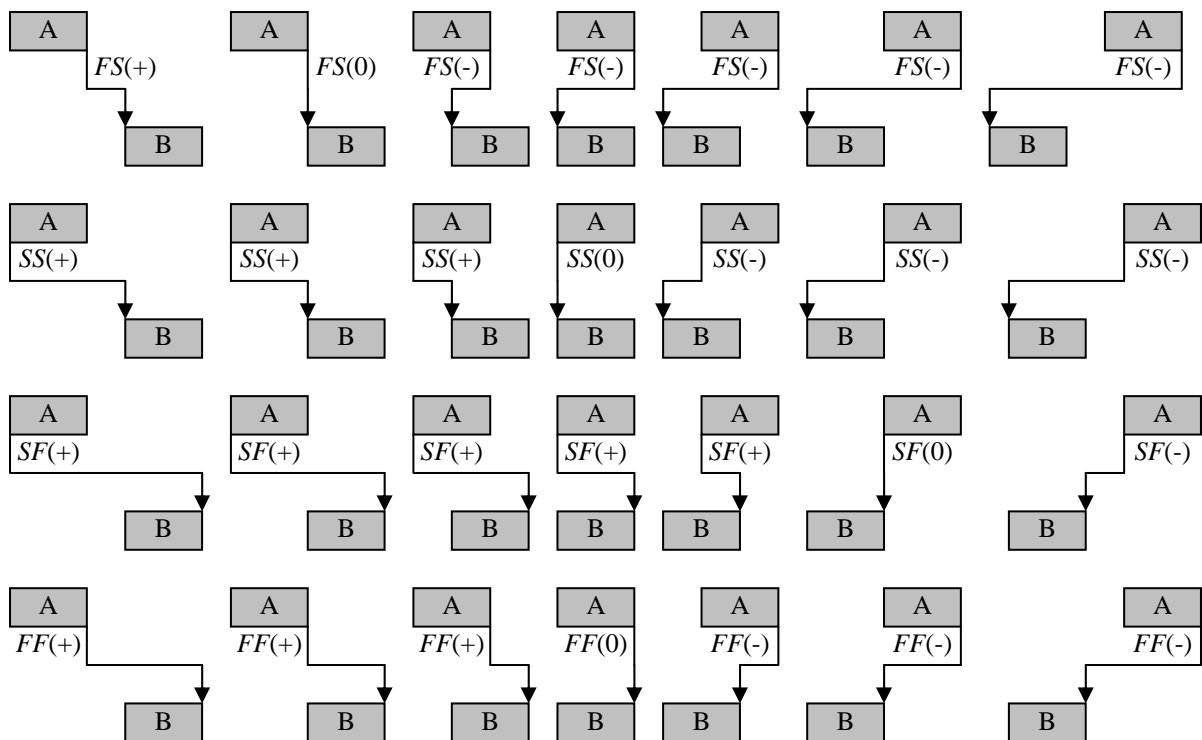 A A A A A A A
FS(+) FS(0) FS(-) FS(-) FS(-) FS(-) FS(-)
B B B B B B B
A A A A A A A
SS(+) SS(+) SS(+) SS(0) SS(-) SS(-) SS(-)
B B B B B B B
A A A A A A A
SF(+) SF(+) SF(+) SF(+) SF(+) SF(0) SF(-)
B B B B B B B
A A A A A A A
FF(+) FF(+) FF(+) FF(0) FF(-) FF(-) FF(-)
B B B B B B B